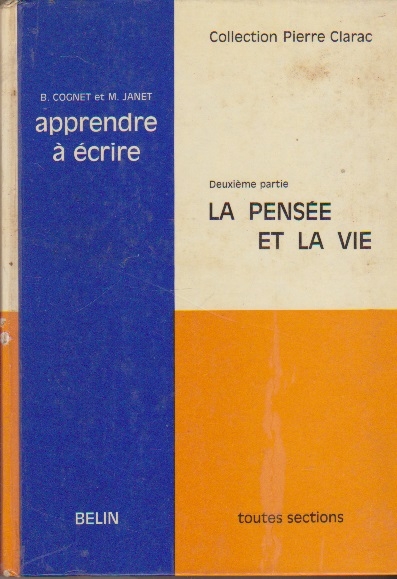 Collection Pierre Clarac
B. COGNET et M. JANET
apprendre
à écrire
Deuxième partie
LA PENSÉE
ET LA VIE
BELIN
toutes sections